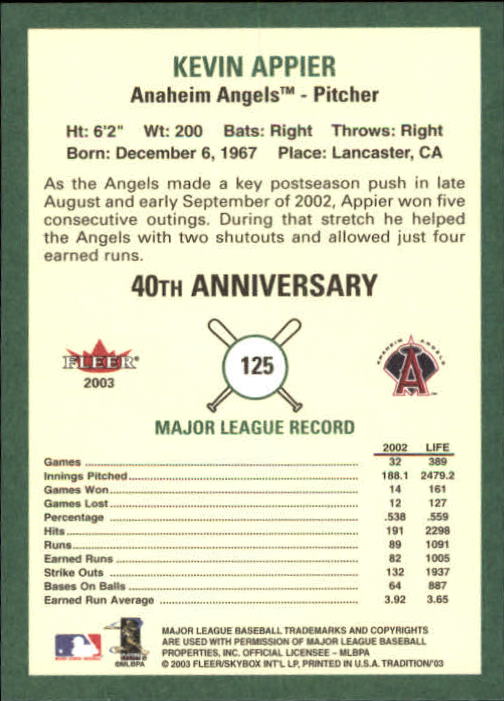 KEVIN APPIER
Anaheim Angels™ - Pitcher
Ht: 6'2" Wt: 200 Bats: Right Throws: Right
Born: December 6, 1967 Place: Lancaster, CA
As the Angels made a key postseason push in late
August and early September of 2002, Appier won five
consecutive outings. During that stretch he helped
the Angels with two shutouts and allowed just four
earned runs.
40TH ANNIVERSARY
FLEER®
2003
125
ANAHEIM ANGELS
A
MAJOR LEAGUE RECORD
2002 LIFE
Games 32 389
Innings Pitched 188.1 2479.2
Games Won 14 161
Games Lost 12 127
Percentage .538 .559
Hits 191 2298
Runs 89 1091
Earned Runs 82 1005
Strike Outs 132 1937
Bases On Balls 64 887
Earned Run Average 3.92 3.65
©MLBPA
MAJOR LEAGUE BASEBALL TRADEMARKS AND COPYRIGHTS
ARE USED WITH PERMISSION OF MAJOR LEAGUE BASEBALL
PROPERTIES, INC. OFFICIAL LICENSEE - MLBPA
© 2003 FLEER/SKYBOX INT'L LP, PRINTED IN U.S.A. TRADITION/'03